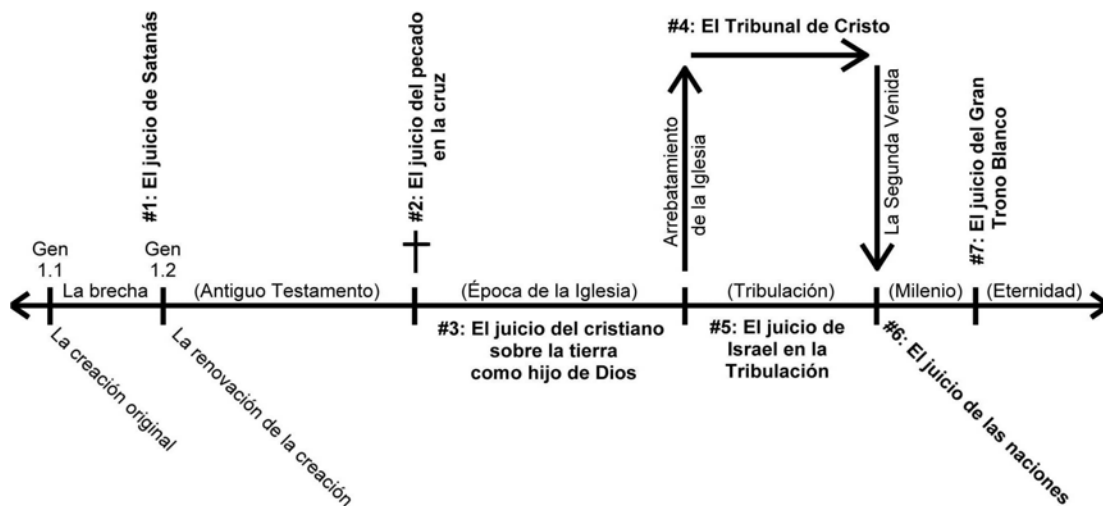 #1: El juicio de Satanás
#2: El juicio del pecado
en la cruz
#4: El Tribunal de Cristo
Arrebatamiento
de la Iglesia
La Segunda Venida
#7: El juicio del Gran
Trono Blanco
Gen
1.1
Gen
1.2
La brecha
(Antiguo Testamento)
(Época de la Iglesia)
(Tribulación)
(Milenio)
(Eternidad)
La creación original
La renovación de la creación
#3: El juicio del cristiano
sobre la tierra
como hijo de Dios
#5: El juicio de
Israel en la
Tribulación
#6: El juicio de las naciones